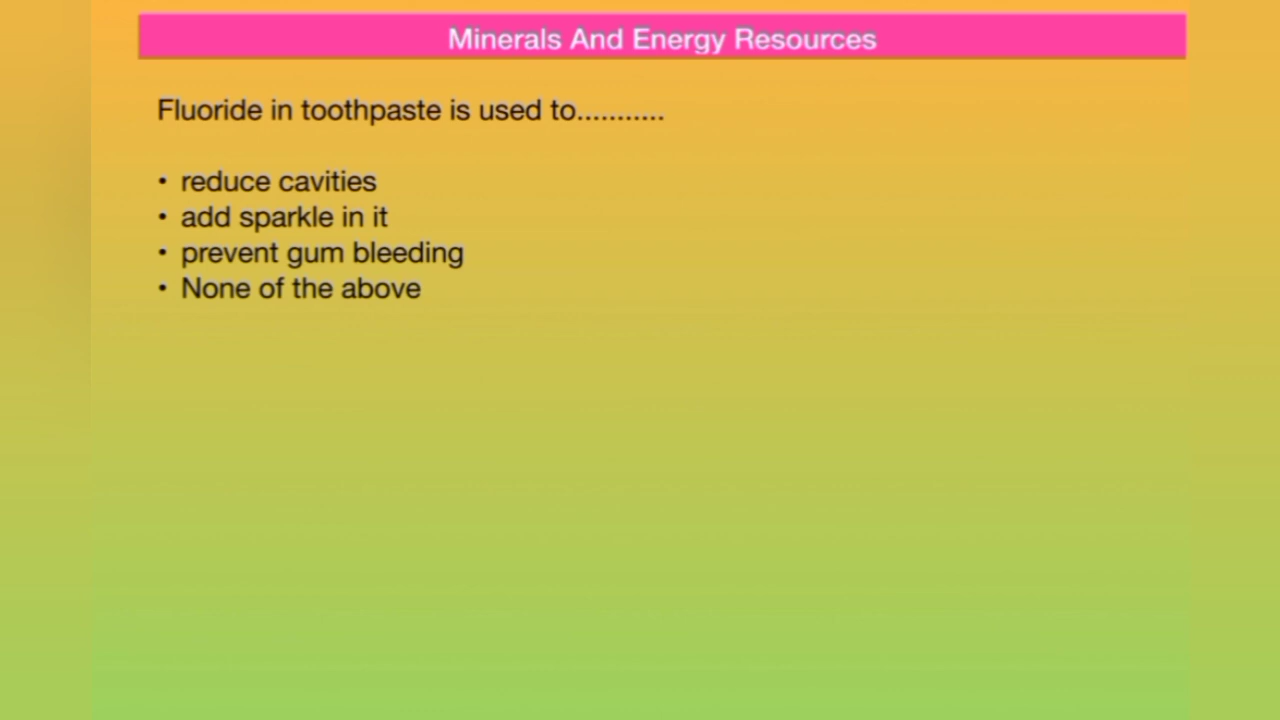 Minerals And Energy Resources
Fluoride in toothpaste is used to...........
• reduce cavities
• add sparkle in it
• prevent gum bleeding
• None of the above